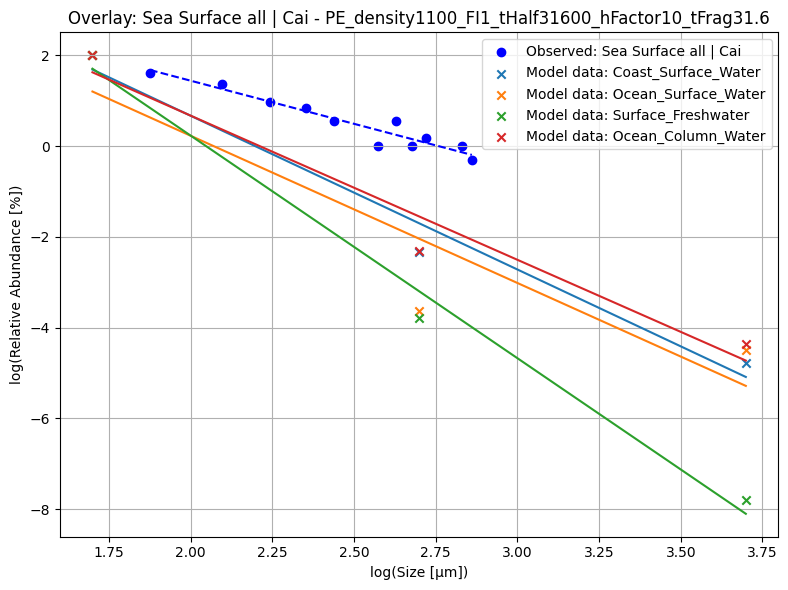 Overlay: Sea Surface all | Cai - PE_density1100_FI1_tHalf31600_hFactor10_tFrag31.6
Observed: Sea Surface all | Cai
Model data: Coast_Surface_Water
Model data: Ocean_Surface_Water
Model data: Surface_Freshwater
Model data: Ocean_Column_Water
log(Relative Abundance [%])
2
0
−2
−4
−6
−8
1.75
2.00
2.25
2.50
2.75
3.00
3.25
3.50
3.75
log(Size [μm])